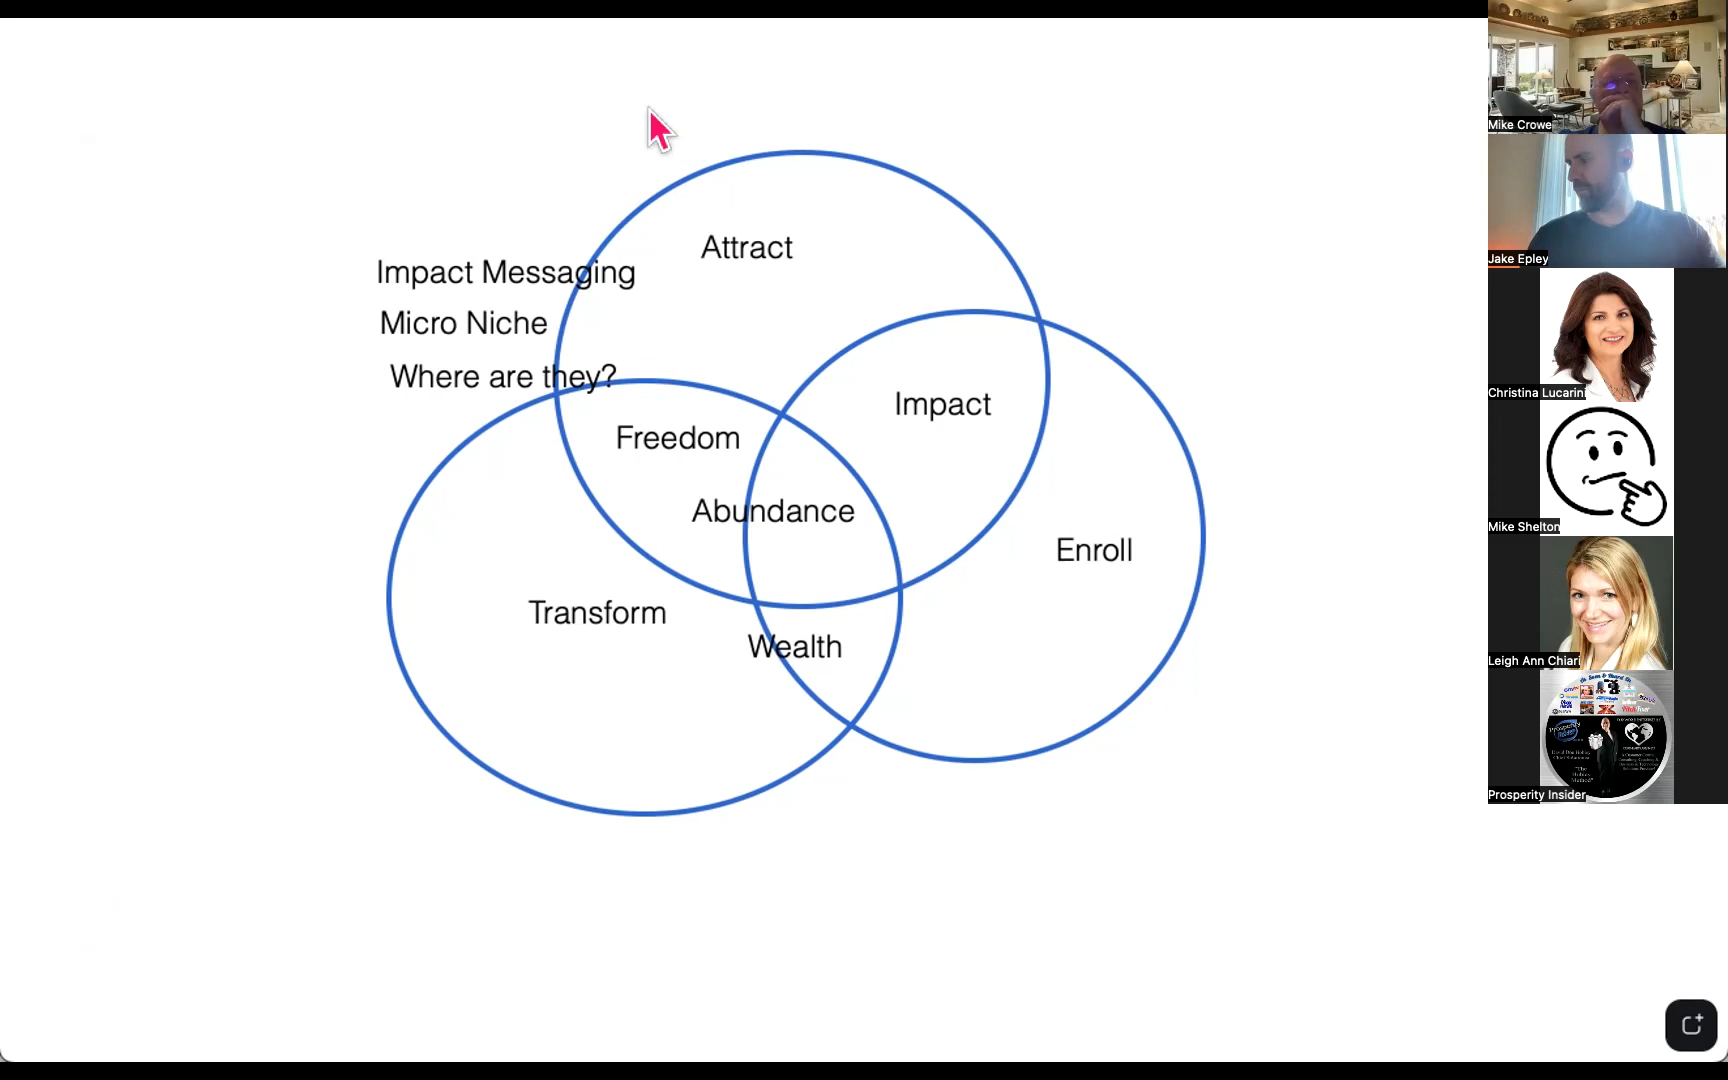 Attract
Impact Messaging
Micro Niche
Where are they?
Impact
Freedom
Abundance
Enroll
Transform
Wealth
Mike Crowe
Jake Epley
Christina Lucarini
Mike Shelton
Leigh Ann Chiari
Prosperity Insider